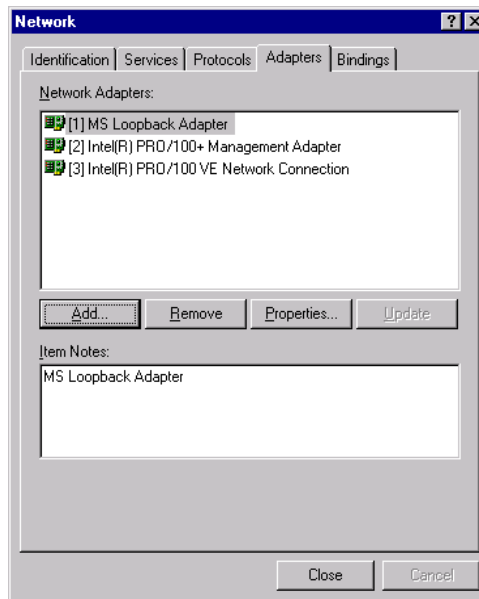 Network
Identification Services Protocols Adapters Bindings
Network Adapters:
[1] MS Loopback Adapter
[2] Intel(R) PRO/100+ Management Adapter
[3] Intel(R) PRO/100 VE Network Connection
Add... Remove Properties... Update
Item Notes:
MS Loopback Adapter
Close Cancel